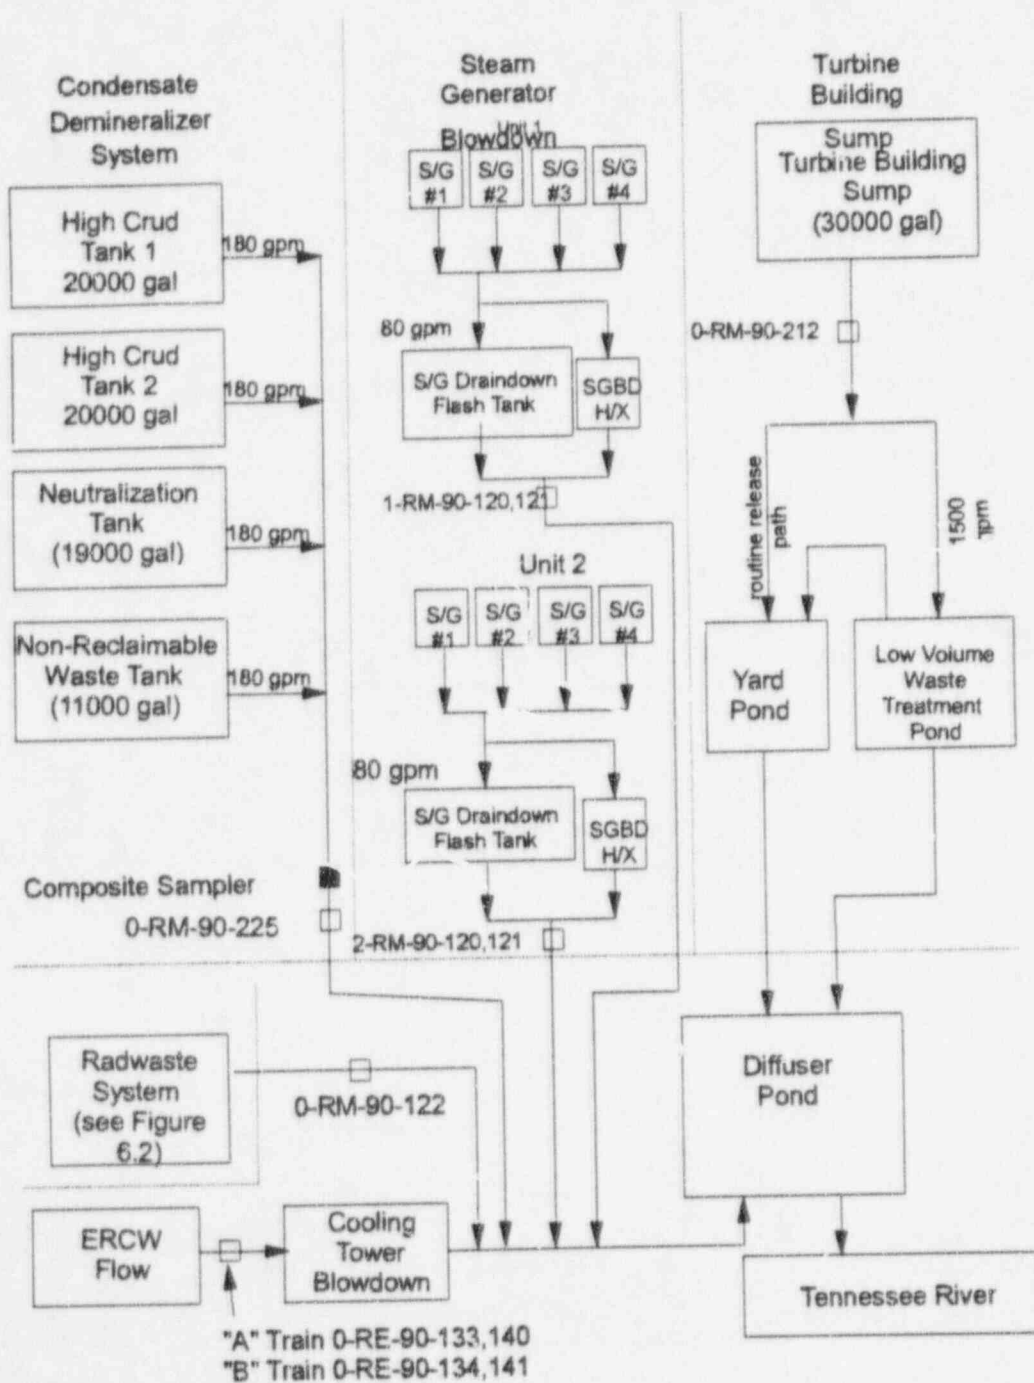 Condensate
Demineralizer
System
High Crud
Tank 1
20000 gal
180 gpm
High Crud
Tank 2
20000 gal
180 gpm
Neutralization
Tank
(19000 gal)
180 gpm
Non-Reclaimable
Waste Tank
(11000 gal)
180 gpm
Composite Sampler
0-RM-90-225
Steam
Generator
Blowdown
Unit 1
S/G
#1
S/G
#2
S/G
#3
S/G
#4
80 gpm
S/G Draindown
Flash Tank
SGBD
H/X
1-RM-90-120,121
Unit 2
S/G
#1
S/G
#2
S/G
#3
S/G
#4
80 gpm
S/G Draindown
Flash Tank
SGBD
H/X
2-RM-90-120,121
Turbine
Building
Sump
Turbine Building
Sump
(30000 gal)
0-RM-90-212
routine release
path
1500
gpm
Yard
Pond
Low Volume
Waste
Treatment
Pond
Radwaste
System
(see Figure
6.2)
0-RM-90-122
Diffuser
Pond
ERCW
Flow
Cooling
Tower
Blowdown
Tennessee River
"A" Train 0-RE-90-133,140
"B" Train 0-RE-90-134,141